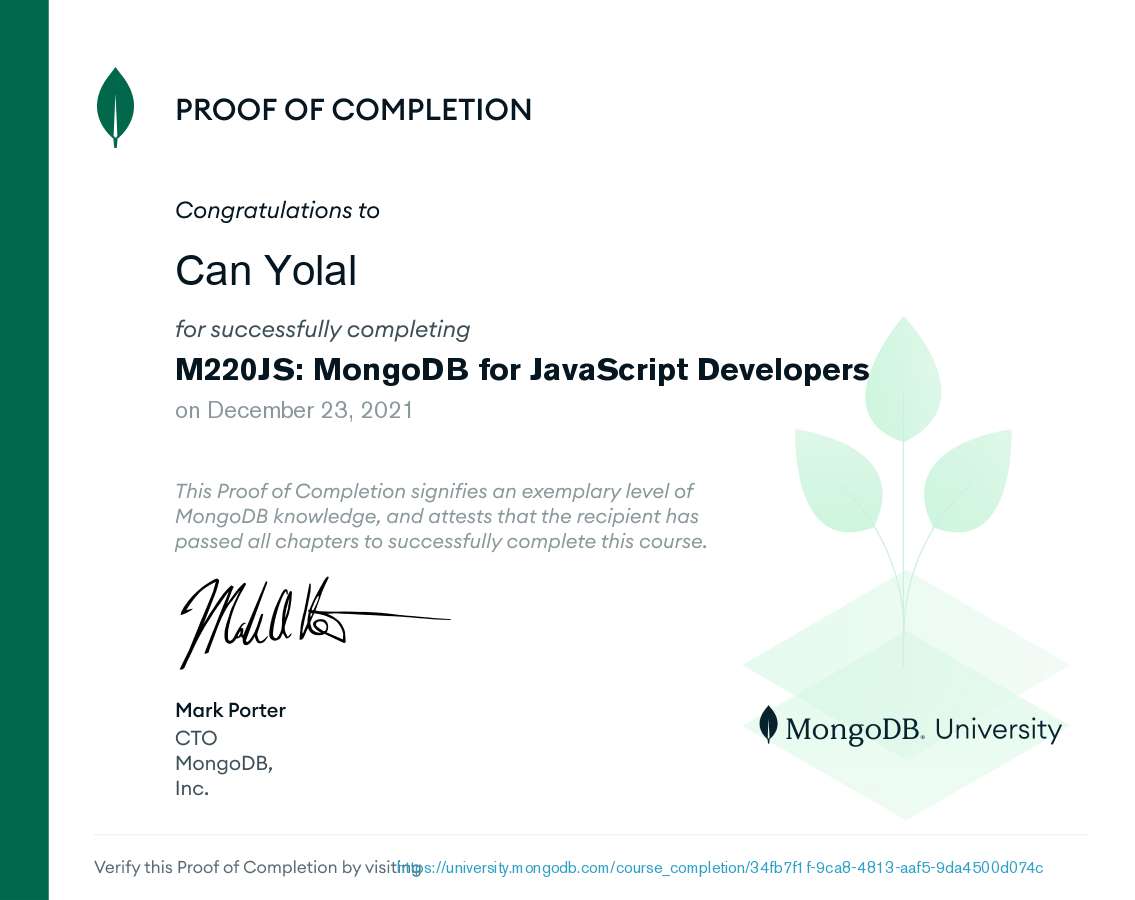 PROOF OF COMPLETION
Congratulations to
Can Yolal
for successfully completing
M220JS: MongoDB for JavaScript Developers
on December 23, 2021
This Proof of Completion signifies an exemplary level of
MongoDB knowledge, and attests that the recipient has
passed all chapters to successfully complete this course.
Mark Porter
CTO
MongoDB,
Inc.
MongoDB. University
Verify this Proof of Completion by visiting https://university.mongodb.com/course_completion/34fb7f1f-9ca8-4813-aaf5-9da4500d074c